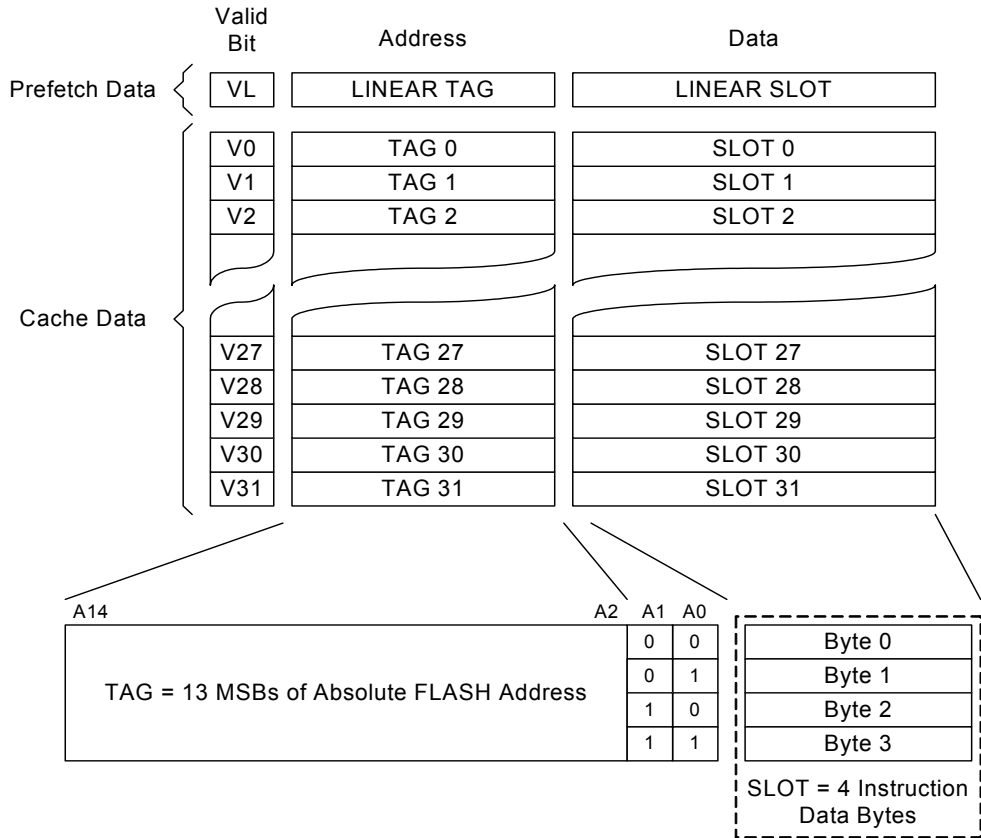 Valid
Bit
Address
Data
Prefetch Data
VL
LINEAR TAG
LINEAR SLOT
Cache Data
V0
TAG 0
SLOT 0
V1
TAG 1
SLOT 1
V2
TAG 2
SLOT 2
V27
TAG 27
SLOT 27
V28
TAG 28
SLOT 28
V29
TAG 29
SLOT 29
V30
TAG 30
SLOT 30
V31
TAG 31
SLOT 31
A14
A2
A1
A0
TAG = 13 MSBs of Absolute FLASH Address
0
0
Byte 0
0
1
Byte 1
1
0
Byte 2
1
1
Byte 3
SLOT = 4 Instruction
Data Bytes